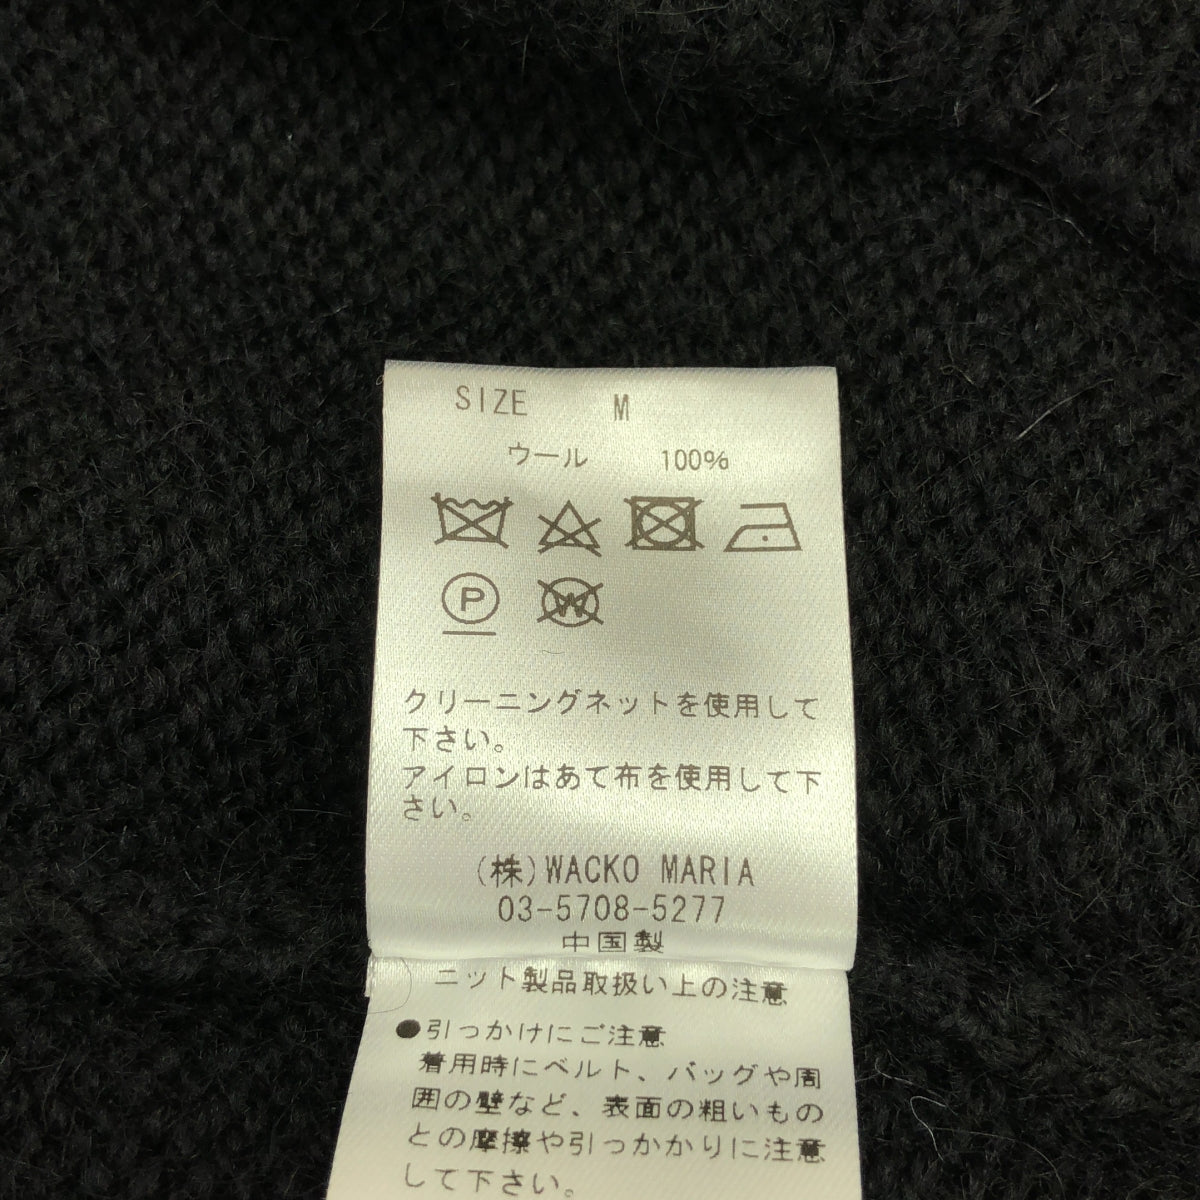 SIZE M
ウール 100%
P W
クリーニングネットを使用して
下さい。
アイロンはあて布を使用して下
さい。
(株)WACKO MARIA
03-5708-5277
中国製
ニット製品取扱い上の注意
●引っかけにご注意
着用時にベルト、バッグや周
囲の壁など、表面の粗いもの
との摩擦や引っかかりに注意
して下さい。